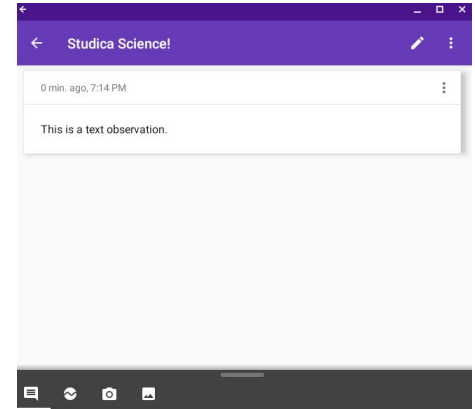 Studica Science!
0 min. ago, 7:14 PM
This is a text observation.